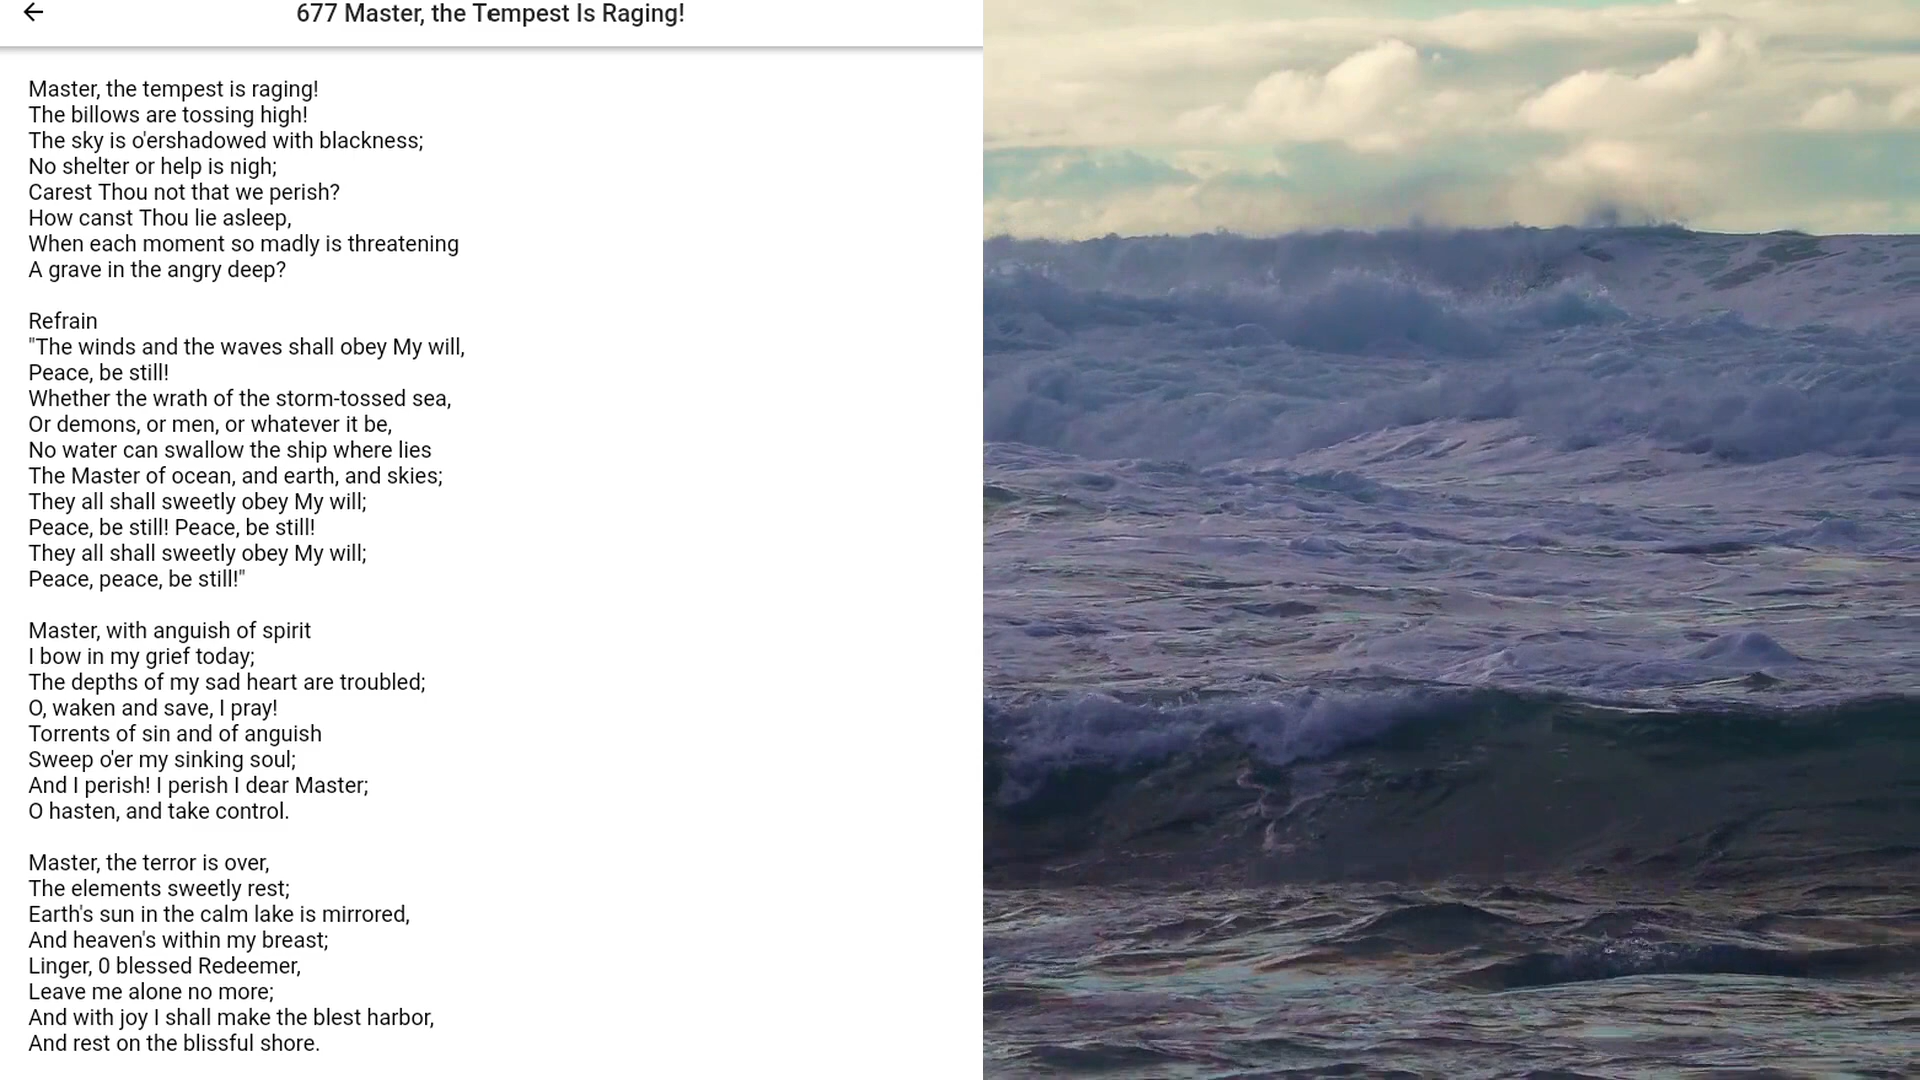 677 Master, the Tempest Is Raging!
Master, the tempest is raging!
The billows are tossing high!
The sky is o'ershadowed with blackness;
No shelter or help is nigh;
Carest Thou not that we perish?
How canst Thou lie asleep,
When each moment so madly is threatening
A grave in the angry deep?
Refrain
"The winds and the waves shall obey My will,
Peace, be still!
Whether the wrath of the storm-tossed sea,
Or demons, or men, or whatever it be,
No water can swallow the ship where lies
The Master of ocean, and earth, and skies;
They all shall sweetly obey My will;
Peace, be still! Peace, be still!
They all shall sweetly obey My will;
Peace, peace, be still!"
Master, with anguish of spirit
I bow in my grief today;
The depths of my sad heart are troubled;
O, waken and save, I pray!
Torrents of sin and of anguish
Sweep o'er my sinking soul;
And I perish! I perish I dear Master;
O hasten, and take control.
Master, the terror is over,
The elements sweetly rest;
Earth's sun in the calm lake is mirrored,
And heaven's within my breast;
Linger, 0 blessed Redeemer,
Leave me alone no more;
And with joy I shall make the blest harbor,
And rest on the blissful shore.